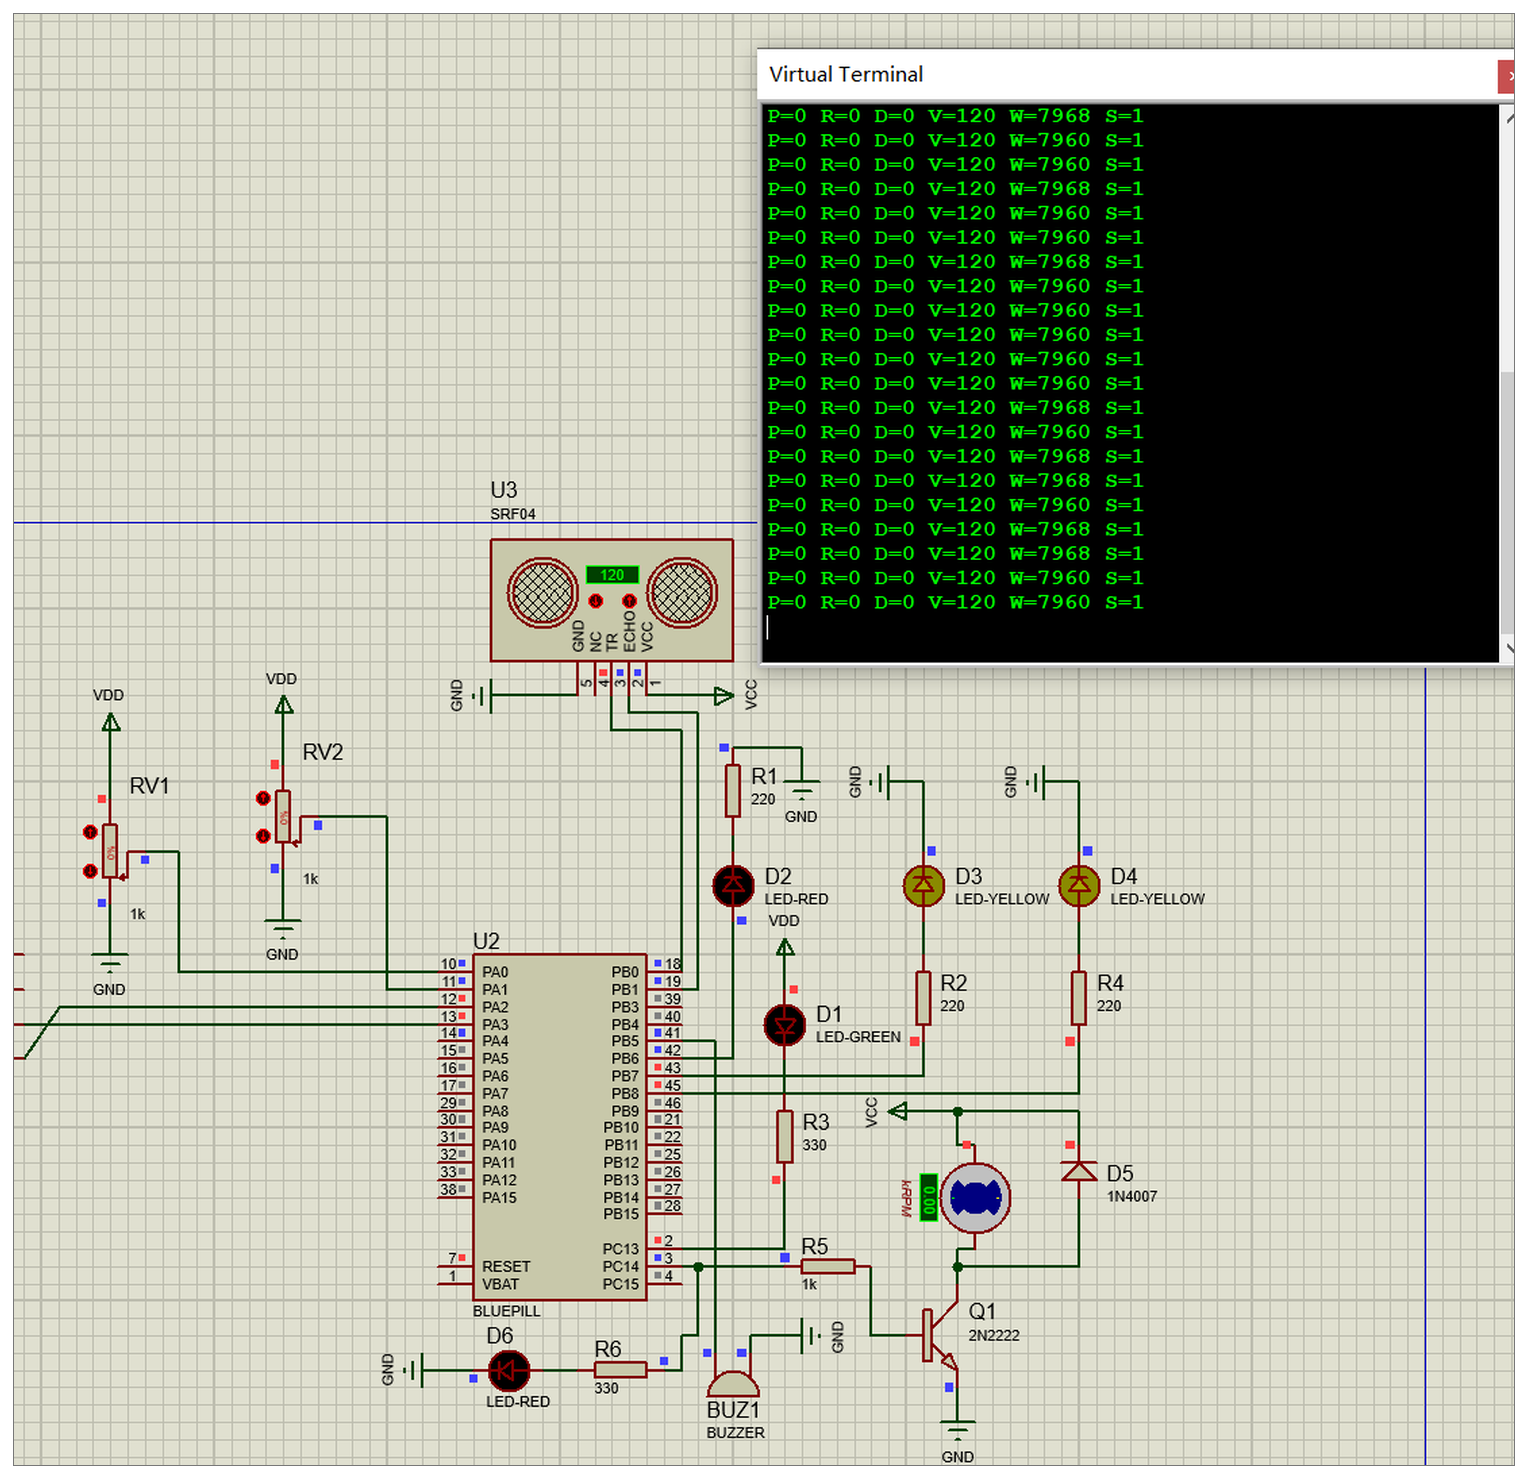 Virtual Terminal
P=0 R=0 D=0 V=120 W=7968 S=1
P=0 R=0 D=0 V=120 W=7960 S=1
P=0 R=0 D=0 V=120 W=7960 S=1
P=0 R=0 D=0 V=120 W=7968 S=1
P=0 R=0 D=0 V=120 W=7960 S=1
P=0 R=0 D=0 V=120 W=7960 S=1
P=0 R=0 D=0 V=120 W=7968 S=1
P=0 R=0 D=0 V=120 W=7960 S=1
P=0 R=0 D=0 V=120 W=7960 S=1
P=0 R=0 D=0 V=120 W=7960 S=1
P=0 R=0 D=0 V=120 W=7960 S=1
P=0 R=0 D=0 V=120 W=7960 S=1
P=0 R=0 D=0 V=120 W=7968 S=1
P=0 R=0 D=0 V=120 W=7960 S=1
P=0 R=0 D=0 V=120 W=7968 S=1
P=0 R=0 D=0 V=120 W=7968 S=1
P=0 R=0 D=0 V=120 W=7960 S=1
P=0 R=0 D=0 V=120 W=7968 S=1
P=0 R=0 D=0 V=120 W=7968 S=1
P=0 R=0 D=0 V=120 W=7960 S=1
P=0 R=0 D=0 V=120 W=7960 S=1
U3
SRF04
120
GND
NC
TR
ECHO
VCC
5
4
3
2
1
GND
VCC
VDD
RV1
0%
1k
GND
VDD
RV2
0%
1k
GND
R1
220
GND
D2
LED-RED
GND
D3
LED-YELLOW
R2
220
GND
D4
LED-YELLOW
R4
220
VDD
D1
LED-GREEN
R3
330
U2
10 PA0
11 PA1
12 PA2
13 PA3
14 PA4
15 PA5
16 PA6
17 PA7
29 PA8
30 PA9
31 PA10
32 PA11
33 PA12
38 PA15
7 RESET
1 VBAT
PB0 18
PB1 19
PB3 39
PB4 40
PB5 41
PB6 42
PB7 43
PB8 45
PB9 46
PB10 21
PB11 22
PB12 25
PB13 26
PB14 27
PB15 28
PC13 2
PC14 3
PC15 4
BLUEPILL
VCC
kRPM
0.00
D5
1N4007
R5
1k
Q1
2N2222
GND
GND
D6
LED-RED
R6
330
GND
BUZ1
BUZZER